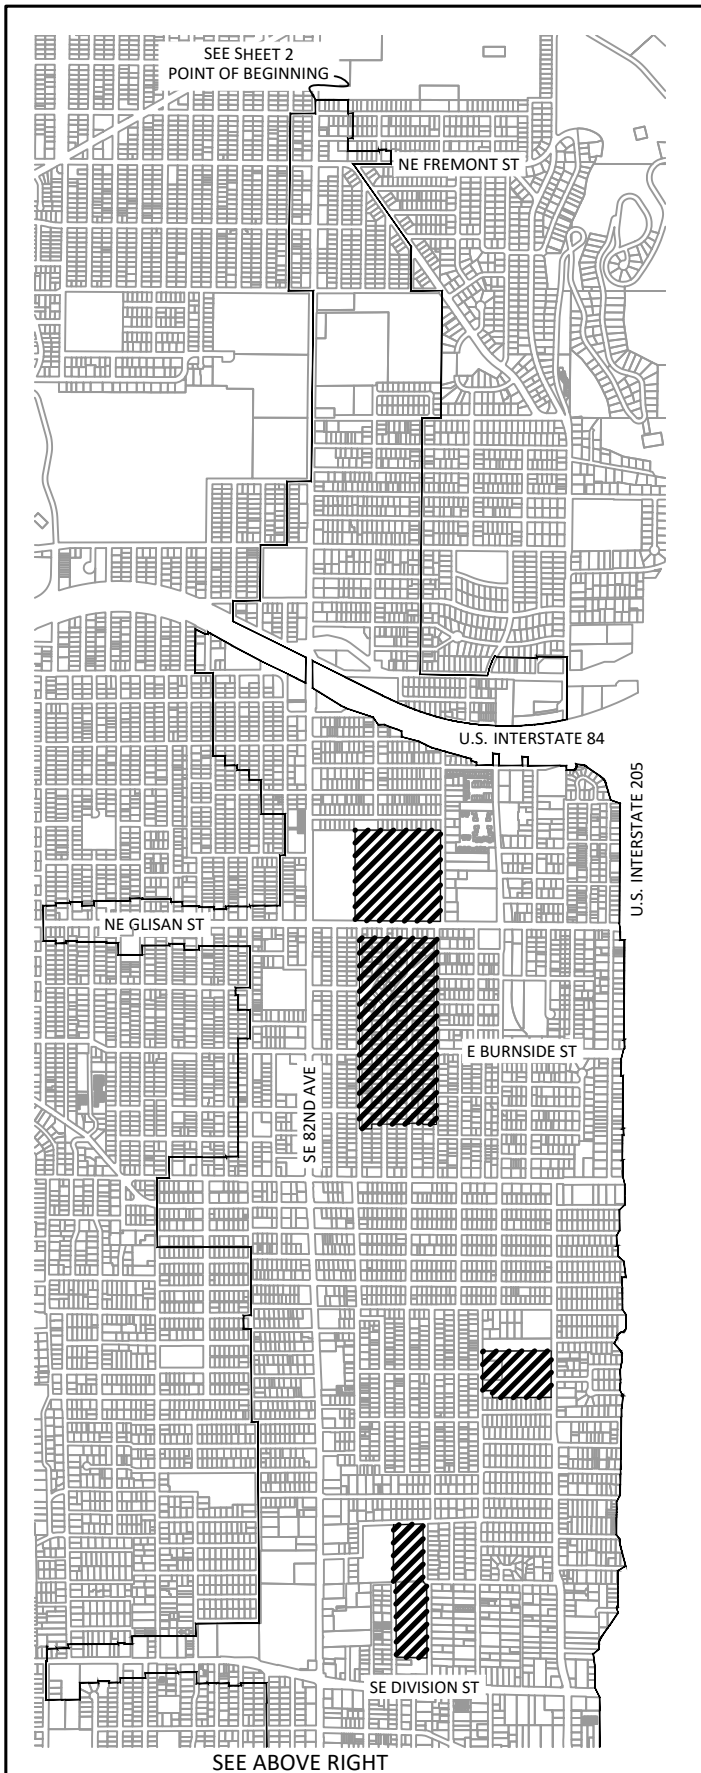 SEE SHEET 2
POINT OF BEGINNING
NE FREMONT ST
U.S. INTERSTATE 84
U.S. INTERSTATE 205
NE GLISAN ST
E BURNSIDE ST
SE 82ND AVE
SE DIVISION ST
SEE ABOVE RIGHT